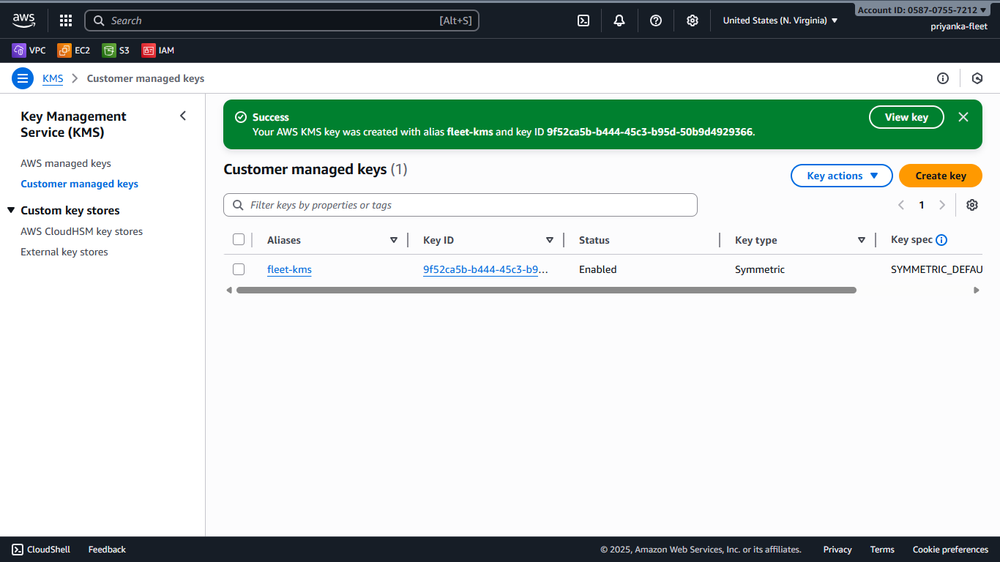 aws
Search
[Alt+S]
United States (N. Virginia)
Account ID: 0587-0755-7212
priyanka-fleet
VPC
EC2
S3
IAM
KMS
Customer managed keys
Key Management
Service (KMS)
AWS managed keys
Customer managed keys
Custom key stores
AWS CloudHSM key stores
External key stores
Success
Your AWS KMS key was created with alias fleet-kms and key ID 9f52ca5b-b444-45c3-b95d-50b9d4929366.
View key
Customer managed keys (1)
Key actions
Create key
Filter keys by properties or tags
1
Aliases
Key ID
Status
Key type
Key spec
fleet-kms
9f52ca5b-b444-45c3-b9...
Enabled
Symmetric
SYMMETRIC_DEFAU
CloudShell
Feedback
© 2025, Amazon Web Services, Inc. or its affiliates.
Privacy
Terms
Cookie preferences